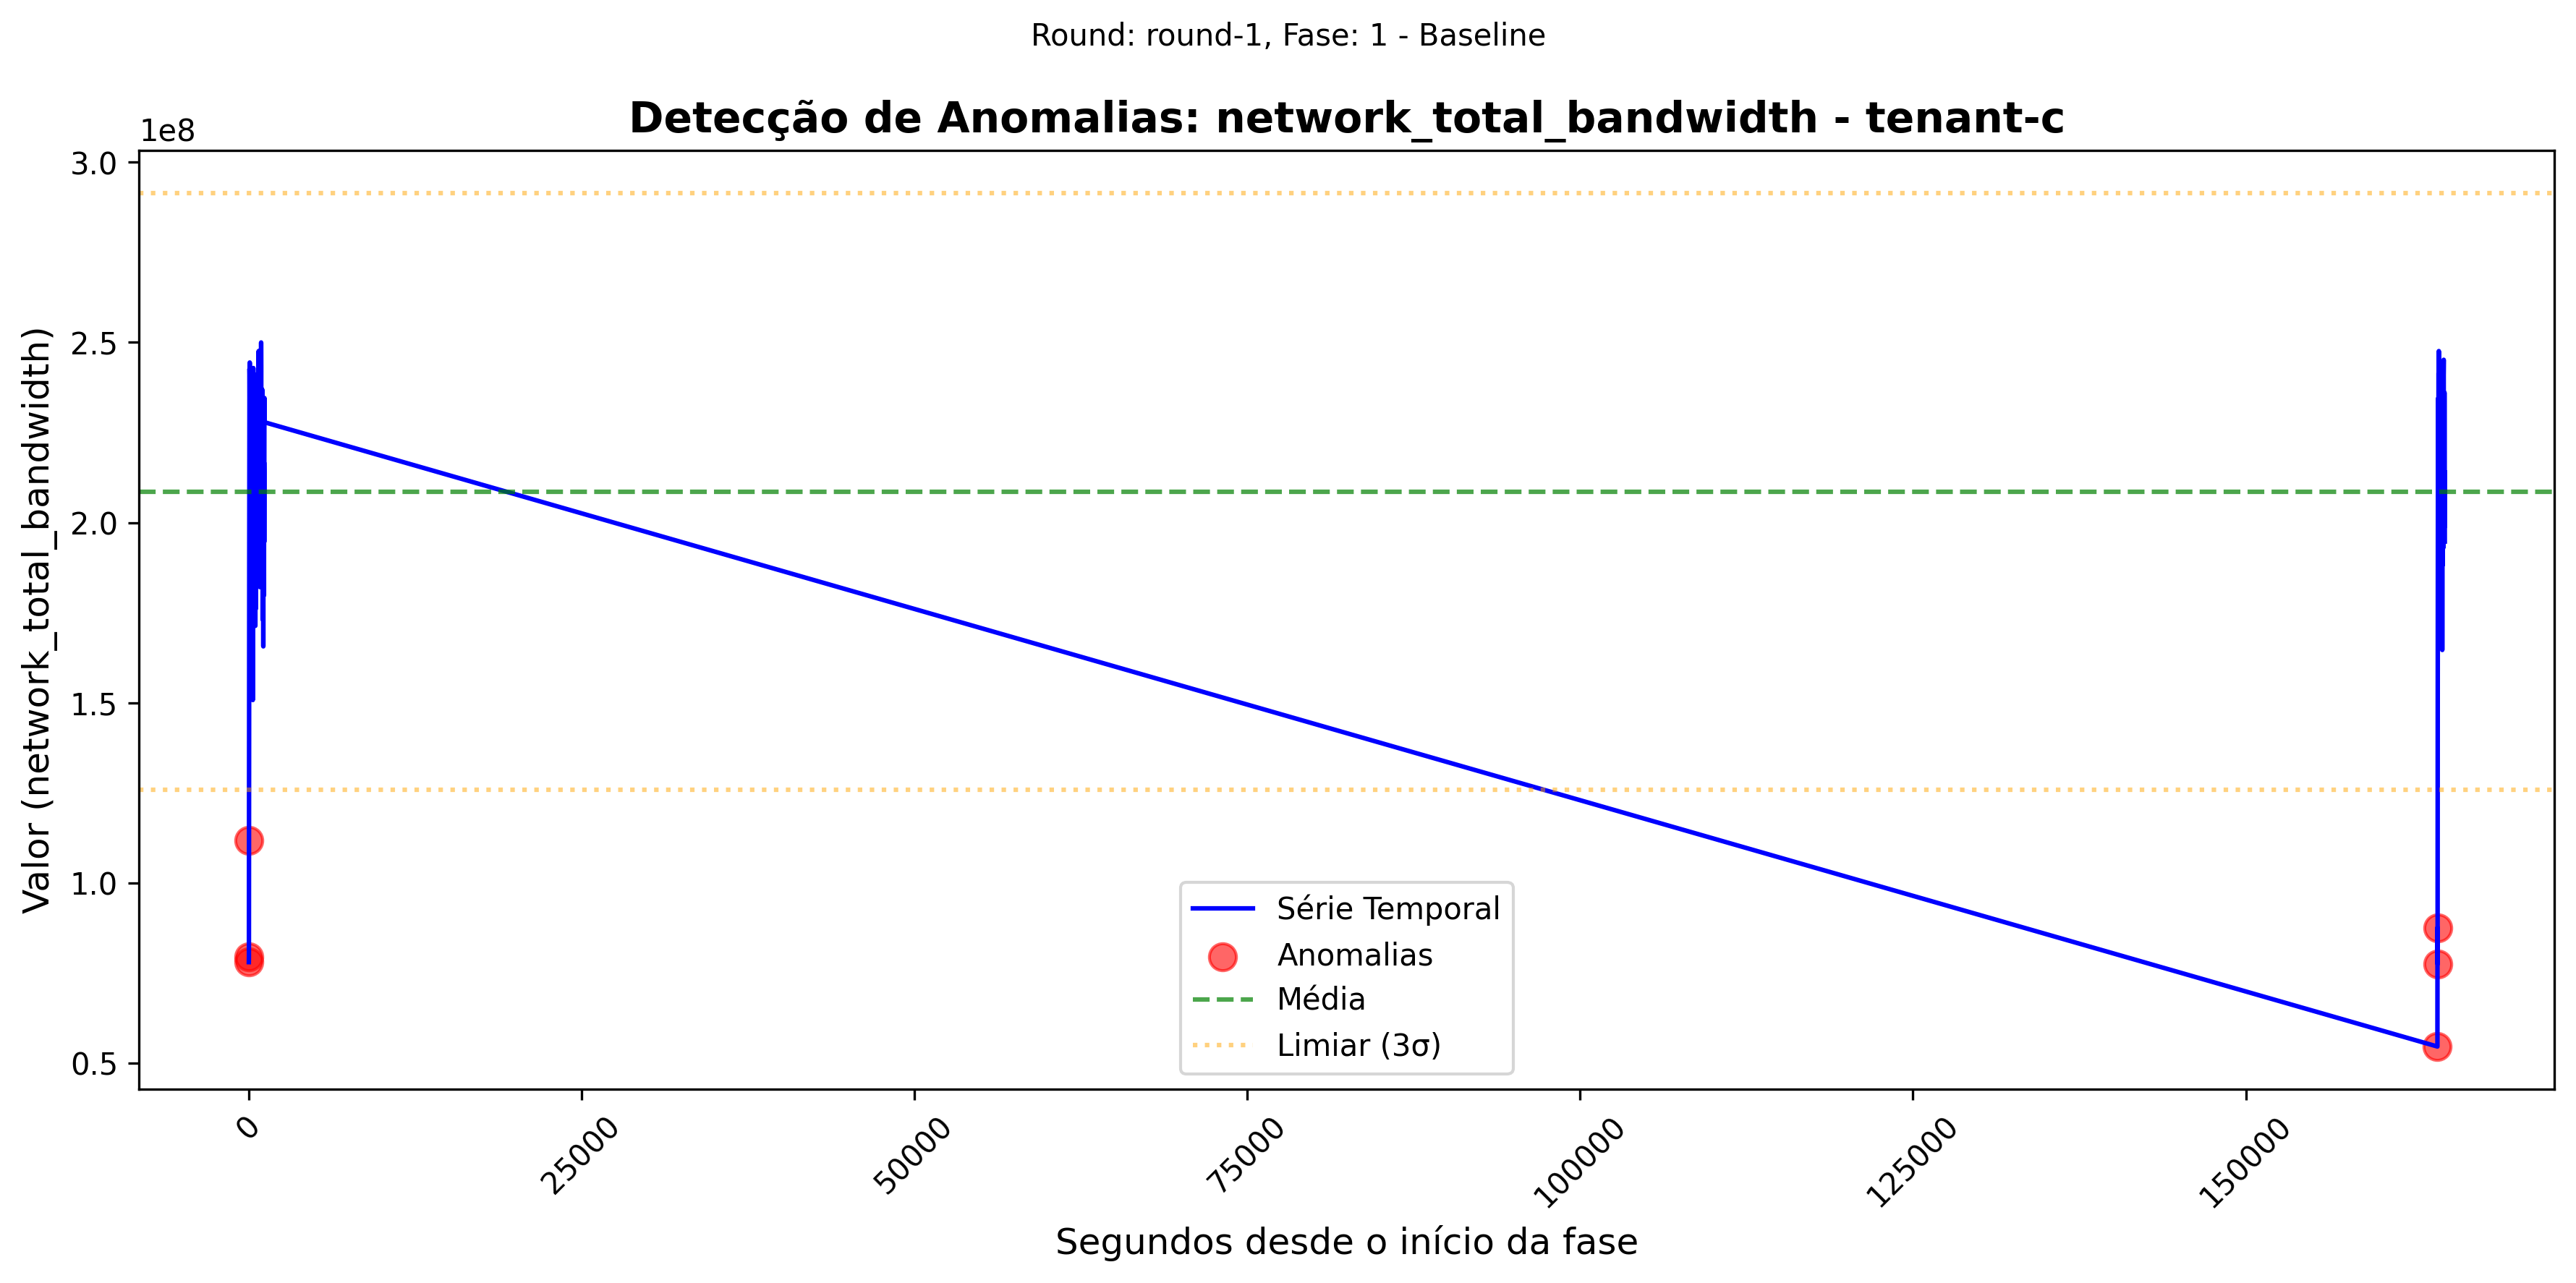 Round: round-1, Fase: 1 - Baseline
Detecção de Anomalias: network_total_bandwidth - tenant-c
1e8
3.0
2.5
2.0
1.5
1.0
0.5
Valor (network_total_bandwidth)
Série Temporal
Anomalias
Média
Limiar (3σ)
0
25000
50000
75000
100000
125000
150000
Segundos desde o início da fase